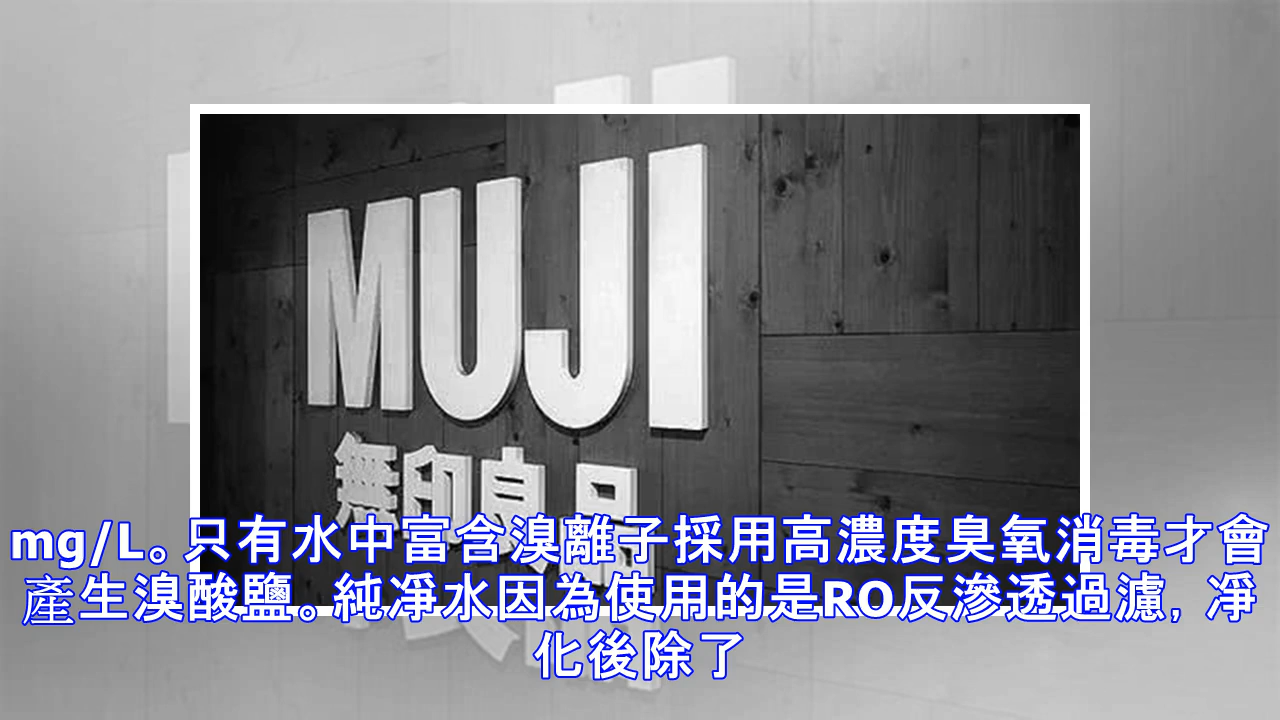 MUJI
無印良品
mg/L。只有水中富含溴離子採用高濃度臭氧消毒才會
產生溴酸鹽。純凈水因為使用的是RO反滲透過濾，凈
化後除了